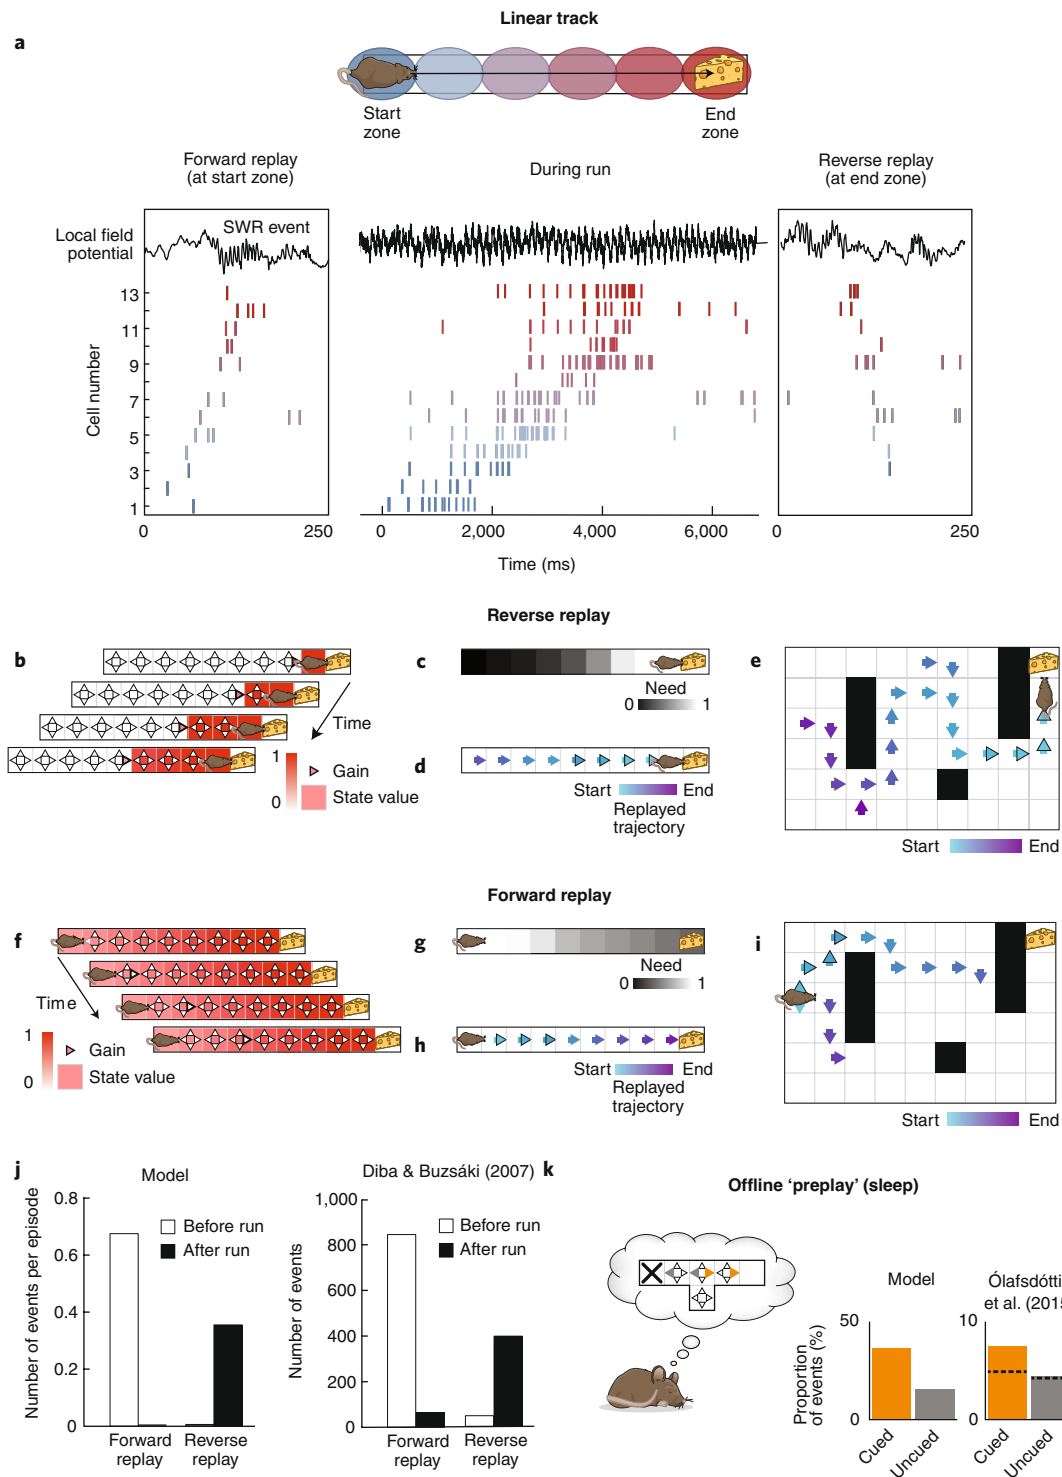 Linear track
a
Start
zone
End
zone
Forward replay
(at start zone)
During run
Reverse replay
(at end zone)
Local field
potential
SWR event
Cell number
13
11
9
7
5
3
1
0
250
0
2,000
4,000
6,000
0
250
Time (ms)
Reverse replay
b
Time
1
0
Gain
State value
c
Need
0
1
d
Start
End
Replayed
trajectory
e
Start
End
Forward replay
f
Time
1
0
Gain
State value
g
Need
0
1
h
Start
End
Replayed
trajectory
i
Start
End
j
Model
Number of events per episode
0.8
0.6
0.4
0.2
0
Before run
After run
Forward
replay
Reverse
replay
Diba & Buzsáki (2007)
Number of events
1,000
800
600
400
200
0
Before run
After run
Forward
replay
Reverse
replay
k
Offline ‘preplay’ (sleep)
Model
Proportion
of events (%)
50
0
Cued
Uncued
Ólafsdótti
et al. (2015
10
0
Cued
Uncued